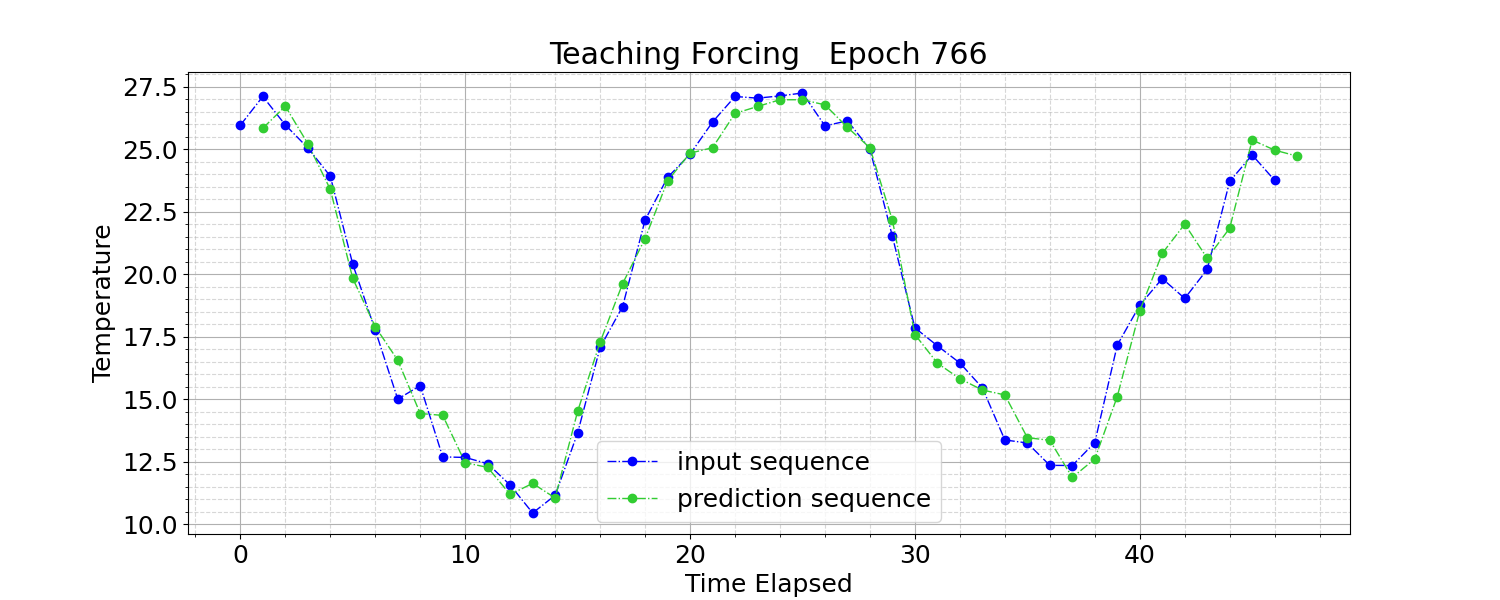 Teaching Forcing   Epoch 766
27.5
25.0
22.5
20.0
17.5
15.0
12.5
10.0
Temperature
input sequence
prediction sequence
0 10 20 30 40
Time Elapsed